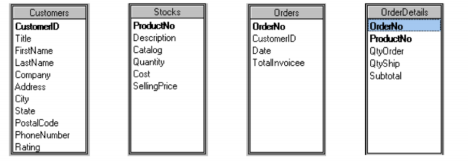 Customers
CustomerID
Title
FirstName
LastName
Company
Address
City
State
PostalCode
PhoneNumber
Rating
Stocks
ProductNo
Description
Catalog
Quantity
Cost
SellingPrice
Orders
OrderNo
CustomerID
Date
TotalInvoicee
OrderDetails
OrderNo
ProductNo
QtyOrder
QtyShip
Subtotal